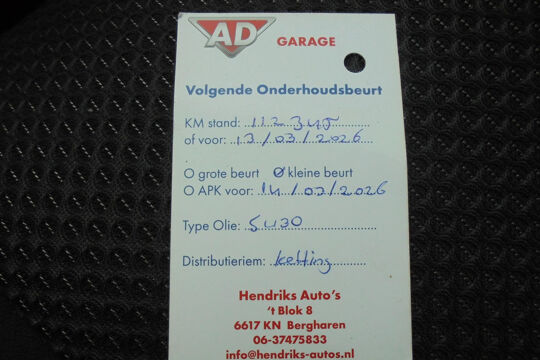 AD
GARAGE
Volgende Onderhoudsbeurt
KM stand: 112 345
of voor: 13/03/2026
O grote beurt Ø kleine beurt
O APK voor: 14/03/2026
Type Olie: 5W30
Distributieriem: ketting
Hendriks Auto's
't Blok 8
6617 KN Bergharen
06-37475833
info@hendriks-autos.nl